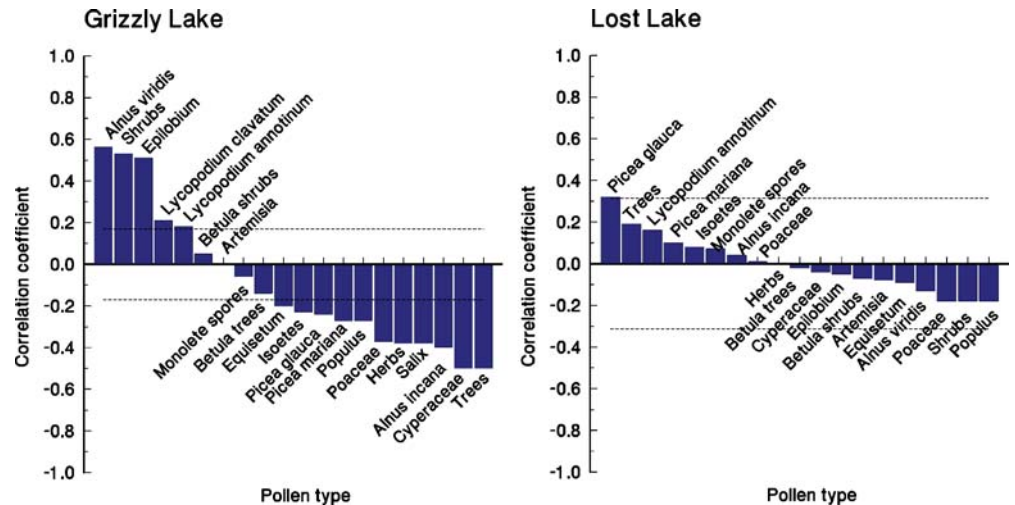 Grizzly Lake
1.0
0.8
0.6
0.4
0.2
0.0
-0.2
-0.4
-0.6
-0.8
-1.0
Correlation coefficient
Alnus viridis
Shrubs
Epilobium
Lycopodium clavatum
Lycopodium annotinum
Betula shrubs
Artemisia
Monolete spores
Betula trees
Equisetum
Isoetes
Picea glauca
Picea mariana
Populus
Poaceae
Herbs
Salix
Alnus incana
Cyperaceae
Trees
Pollen type
Lost Lake
1.0
0.8
0.6
0.4
0.2
0.0
-0.2
-0.4
-0.6
-0.8
-1.0
Correlation coefficient
Picea glauca
Trees
Lycopodium annotinum
Picea mariana
Isoetes
Monolete spores
Alnus incana
Poaceae
Herbs
Betula trees
Cyperaceae
Epilobium
Betula shrubs
Artemisia
Equisetum
Alnus viridis
Poaceae
Shrubs
Populus
Pollen type